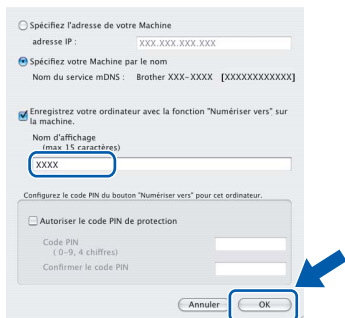 Spécifiez l'adresse de votre Machine
adresse IP : XXX.XXX.XXX.XXX
Spécifiez votre Machine par le nom
Nom du service mDNS : Brother XXX-XXXX [XXXXXXXXXXXX]
Enregistrez votre ordinateur avec la fonction "Numériser vers" sur
la machine.
Nom d'affichage
(max 15 caractères)
XXXX
Configurez le code PIN du bouton "Numériser vers" pour cet ordinateur.
Autoriser le code PIN de protection
Code PIN
( 0-9, 4 chiffres)
Confirmer le code PIN
Annuler OK